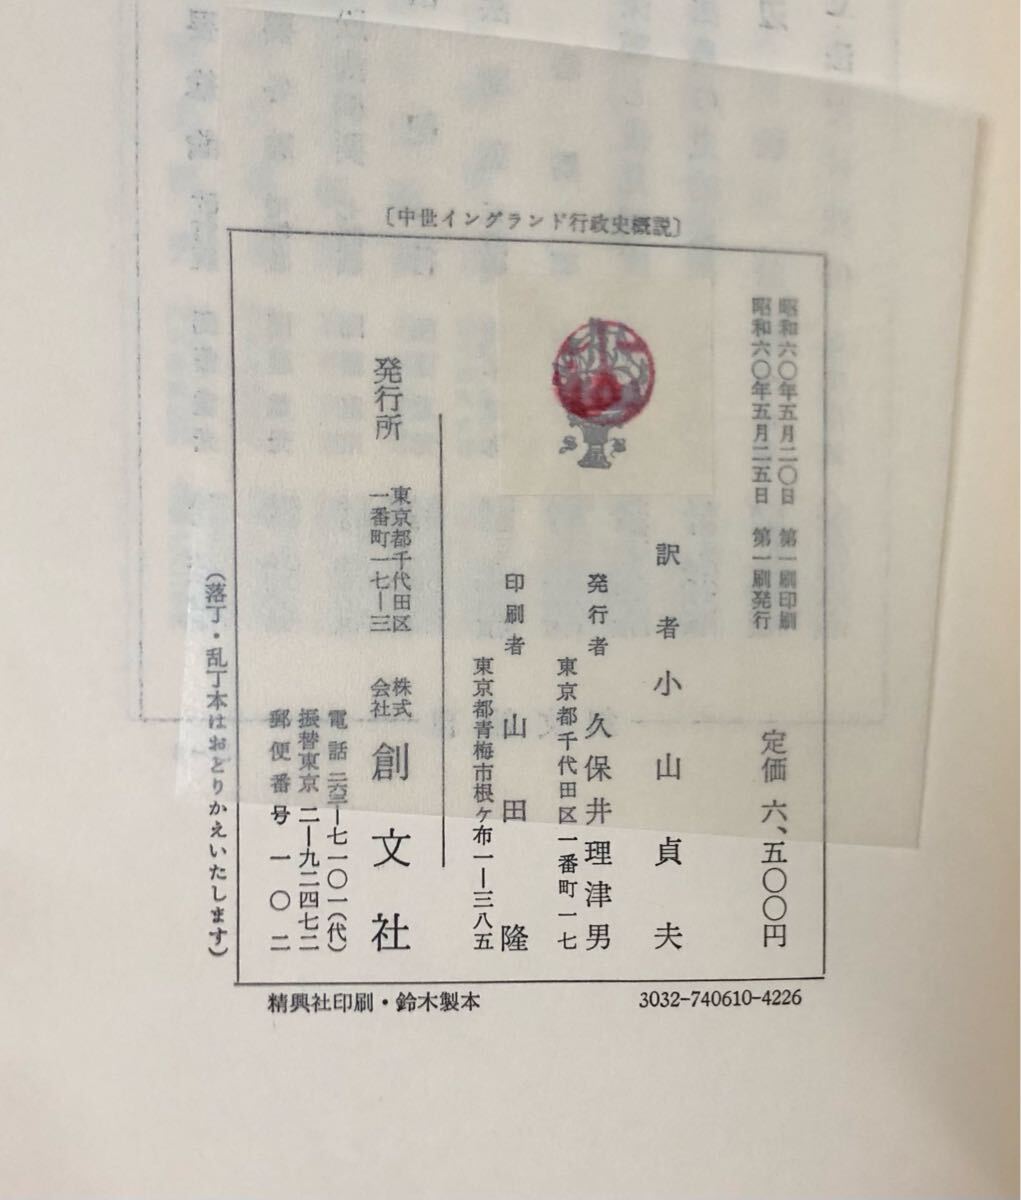 〔中世イングランド行政史概説〕
昭和六〇年五月二〇日 第一刷印刷
昭和六〇年五月二五日 第一刷発行
定価 六、五〇〇円
訳者 小山貞夫
発行者 久保井理津男
東京都千代田区一番町一七
印刷者 山田隆
東京都青梅市根ヶ布一ー三八五
発行所
東京都千代田区
一番町一七ー三
株式
会社
創文社
電話 二六三ー七一〇一(代)
振替東京 二ー九二四七二
郵便番号 一〇二
(落丁・乱丁本はおとりかえいたします)
精興社印刷・鈴木製本
3032-740610-4226